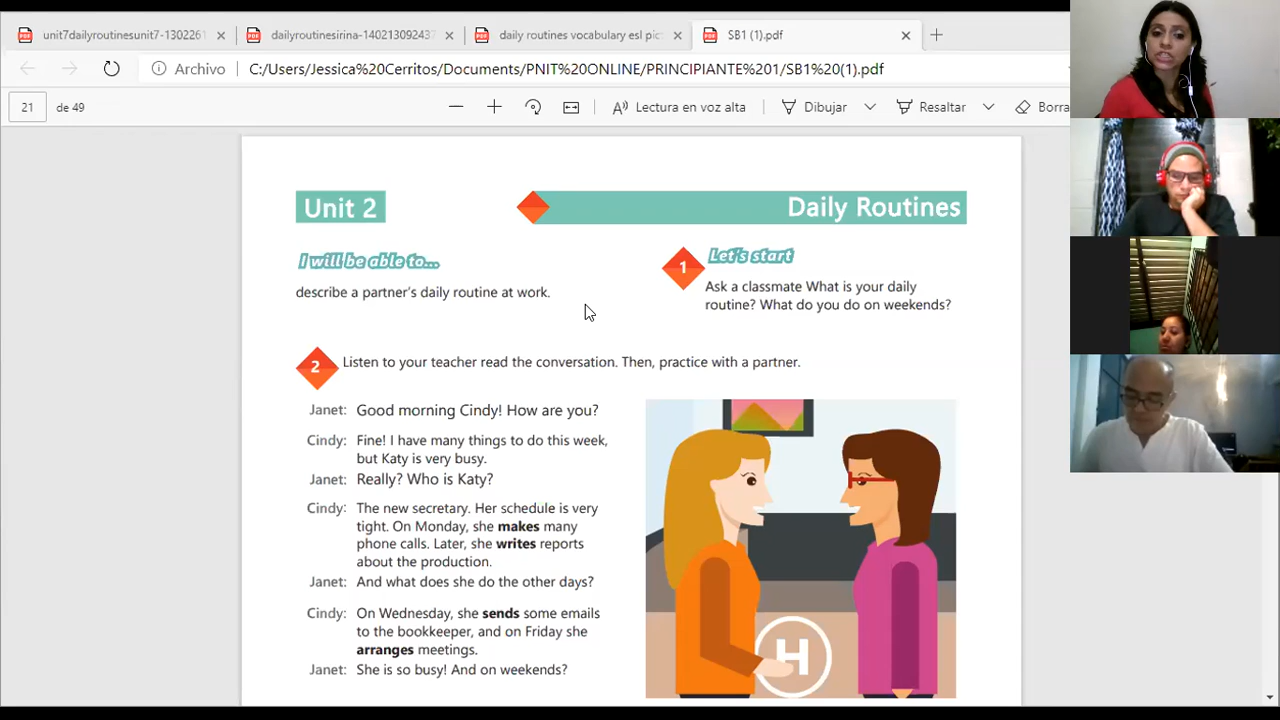 unit7dailyroutinesunit7-1302261
dailyroutinesirina-140213092437
daily routines vocabulary esl pic
SB1 (1).pdf
Archivo
C:/Users/Jessica%20Cerritos/Documents/PNIT%20ONLINE/PRINCIPIANTE%201/SB1%20(1).pdf
21 de 49
Lectura en voz alta
Dibujar
Resaltar
Borra
Unit 2
Daily Routines
I will be able to...
describe a partner's daily routine at work.
1 Let's start
Ask a classmate What is your daily
routine? What do you do on weekends?
2 Listen to your teacher read the conversation. Then, practice with a partner.
Janet: Good morning Cindy! How are you?
Cindy: Fine! I have many things to do this week,
but Katy is very busy.
Janet: Really? Who is Katy?
Cindy: The new secretary. Her schedule is very
tight. On Monday, she makes many
phone calls. Later, she writes reports
about the production.
Janet: And what does she do the other days?
Cindy: On Wednesday, she sends some emails
to the bookkeeper, and on Friday she
arranges meetings.
Janet: She is so busy! And on weekends?
H